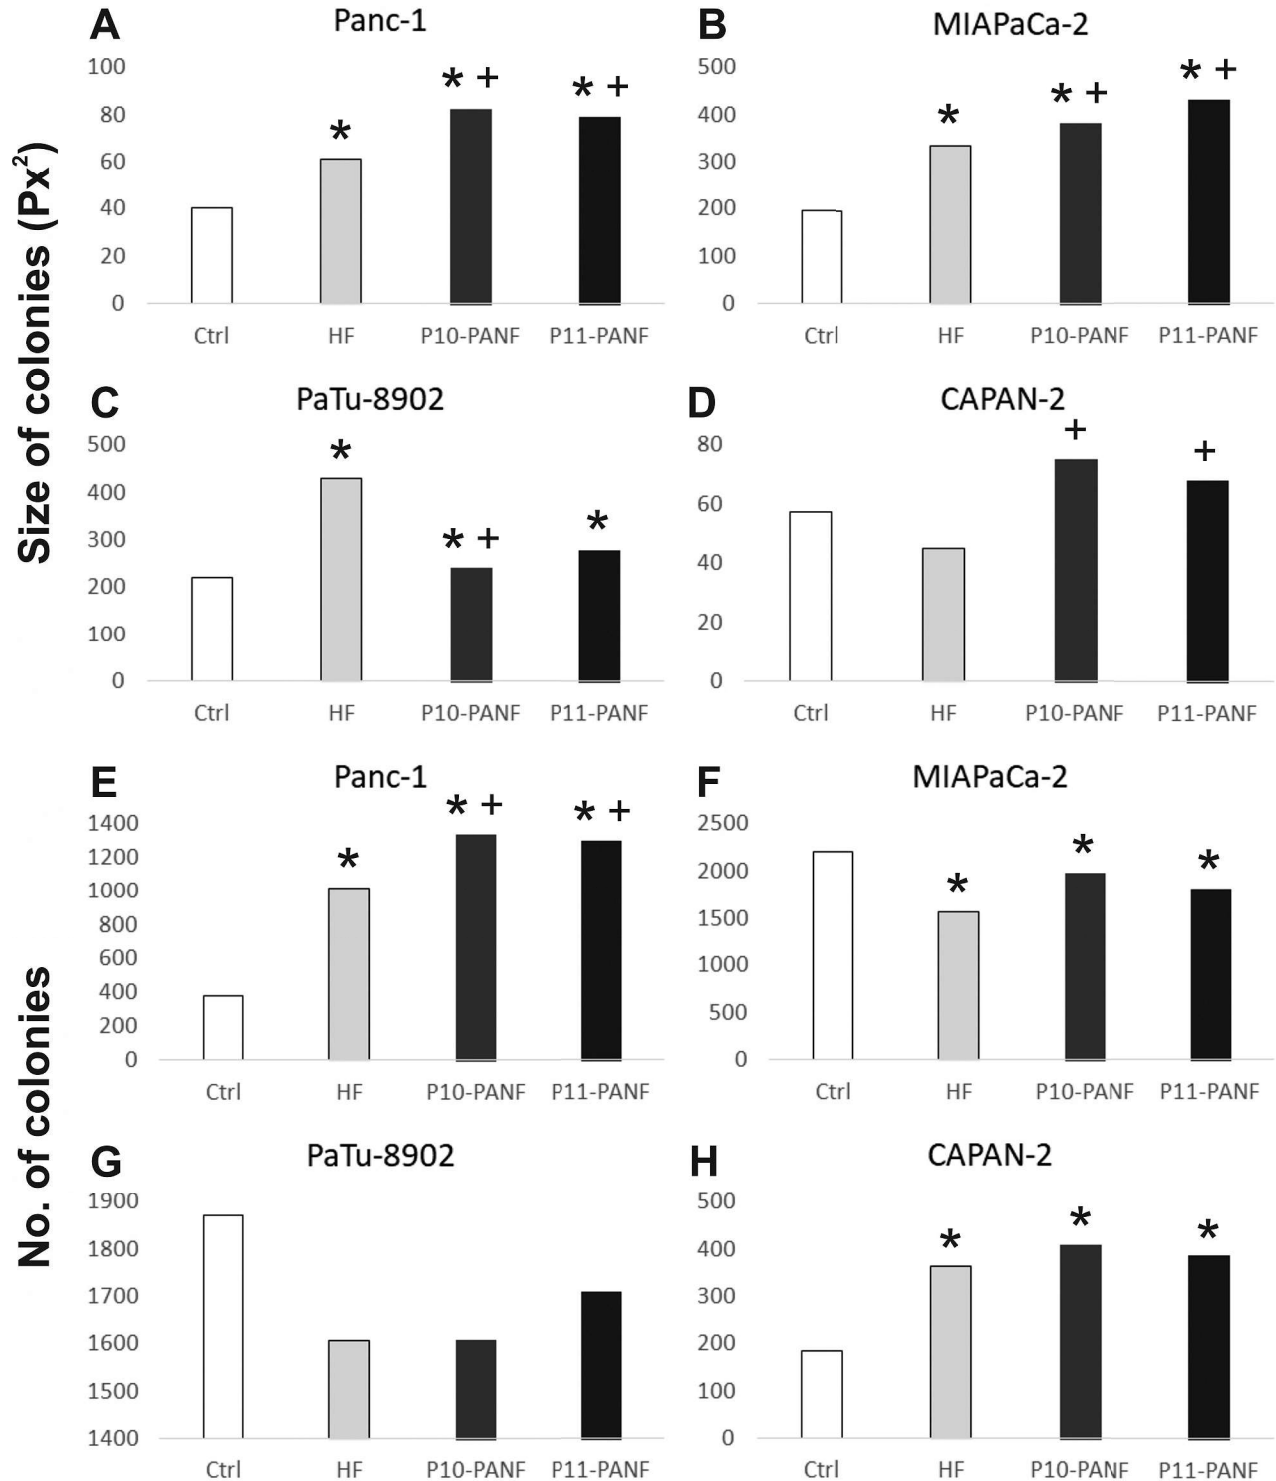 Size of colonies (Px²)
A
Panc-1
100
80
60
40
20
0
*
* +
* +
Ctrl HF P10-PANF P11-PANF
B
MIAPaCa-2
500
400
300
200
100
0
*
* +
* +
Ctrl HF P10-PANF P11-PANF
C
PaTu-8902
500
400
300
200
100
0
*
* +
*
Ctrl HF P10-PANF P11-PANF
D
CAPAN-2
80
60
40
20
0
+
+
Ctrl HF P10-PANF P11-PANF
No. of colonies
E
Panc-1
1400
1200
1000
800
600
400
200
0
*
* +
* +
Ctrl HF P10-PANF P11-PANF
F
MIAPaCa-2
2500
2000
1500
1000
500
0
*
*
*
Ctrl HF P10-PANF P11-PANF
G
PaTu-8902
1900
1800
1700
1600
1500
1400
Ctrl HF P10-PANF P11-PANF
H
CAPAN-2
500
400
300
200
100
0
*
*
*
Ctrl HF P10-PANF P11-PANF